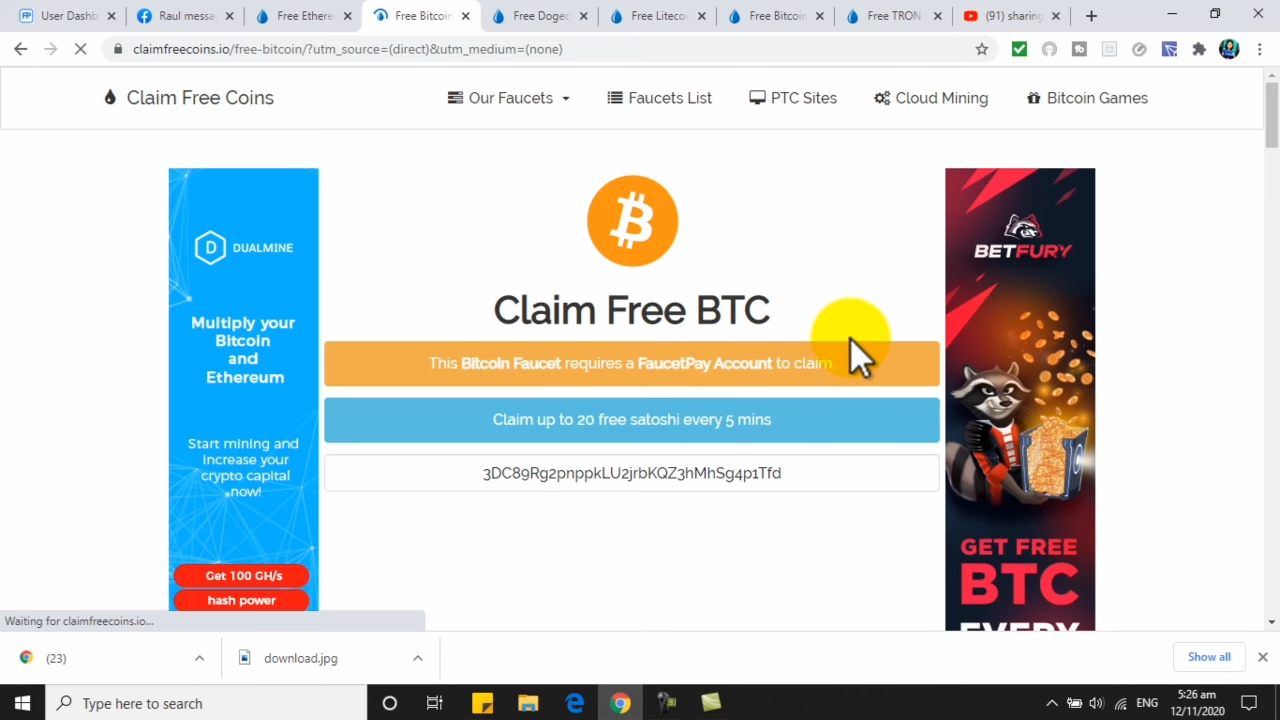 User Dashb
Raul messa
Free Ethere
Free Bitcoin
Free Dogec
Free Liteco
Free Bitcoin
Free TRON
(91) sharing
claimfreecoins.io/free-bitcoin/?utm_source=(direct)&utm_medium=(none)
Claim Free Coins
Our Faucets
Faucets List
PTC Sites
Cloud Mining
Bitcoin Games
DUALMINE
Multiply your
Bitcoin
and
Ethereum
Start mining and
increase your
crypto capital
now!
Get 100 GH/s
hash power
Claim Free BTC
This Bitcoin Faucet requires a FaucetPay Account to claim.
Claim up to 20 free satoshi every 5 mins
3DC89Rg2pnppkLU2jrbKQZ3hMhSg4p1Tfd
BETFURY
GET FREE
BTC
EVERY
Waiting for claimfreecoins.io...
(23)
download.jpg
Show all
Type here to search
ENG
5:26 am
12/11/2020